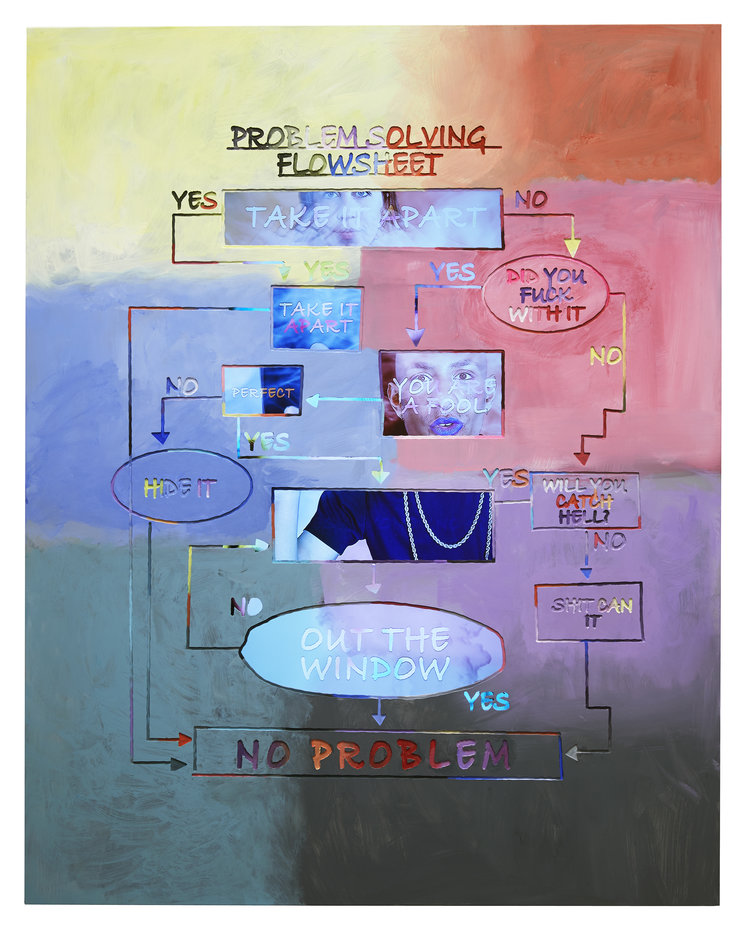 PROBLEM SOLVING
FLOWSHEET
YES
TAKE IT APART
NO
YES
YES
DID YOU
FUCK
WITH IT
TAKE IT
APART
NO
NO
PERFECT
YOU ARE
A FOOL!
YES
HIDE IT
YES
WILL YOU
CATCH
HELL?
NO
NO
SHIT CAN
IT
OUT THE
WINDOW
YES
NO PROBLEM